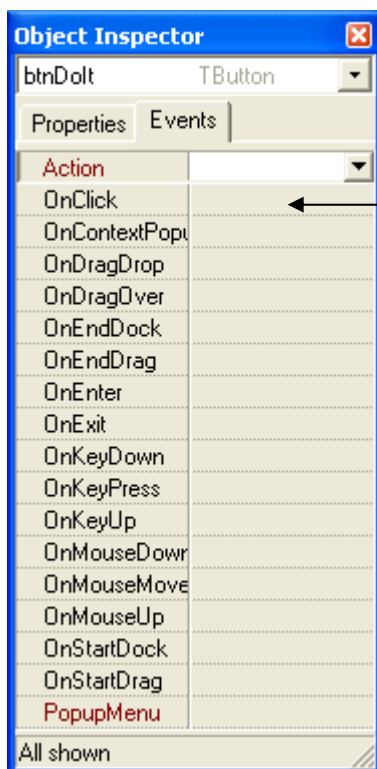 Object Inspector
btnDoIt TButton
Properties Events
Action
OnClick
OnContextPopu
OnDragDrop
OnDragOver
OnEndDock
OnEndDrag
OnEnter
OnExit
OnKeyDown
OnKeyPress
OnKeyUp
OnMouseDown
OnMouseMove
OnMouseUp
OnStartDock
OnStartDrag
PopupMenu
All shown